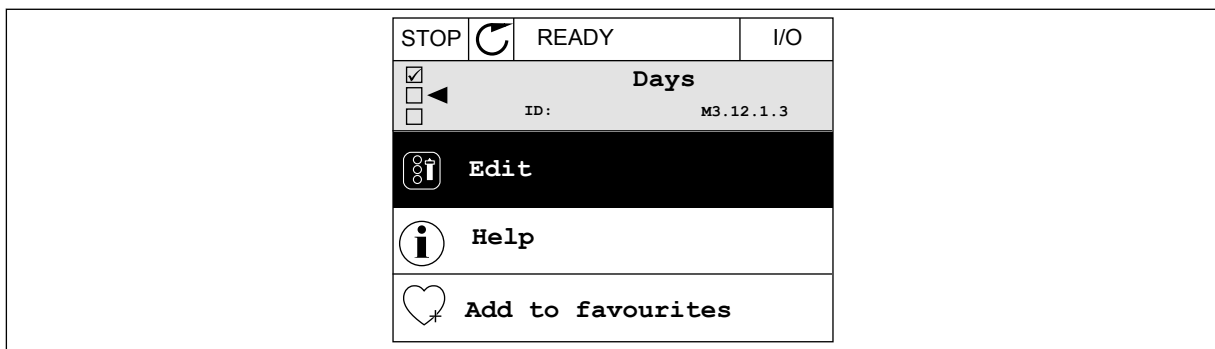 STOP READY I/O
Days
ID: M3.12.1.3
Edit
Help
Add to favourites